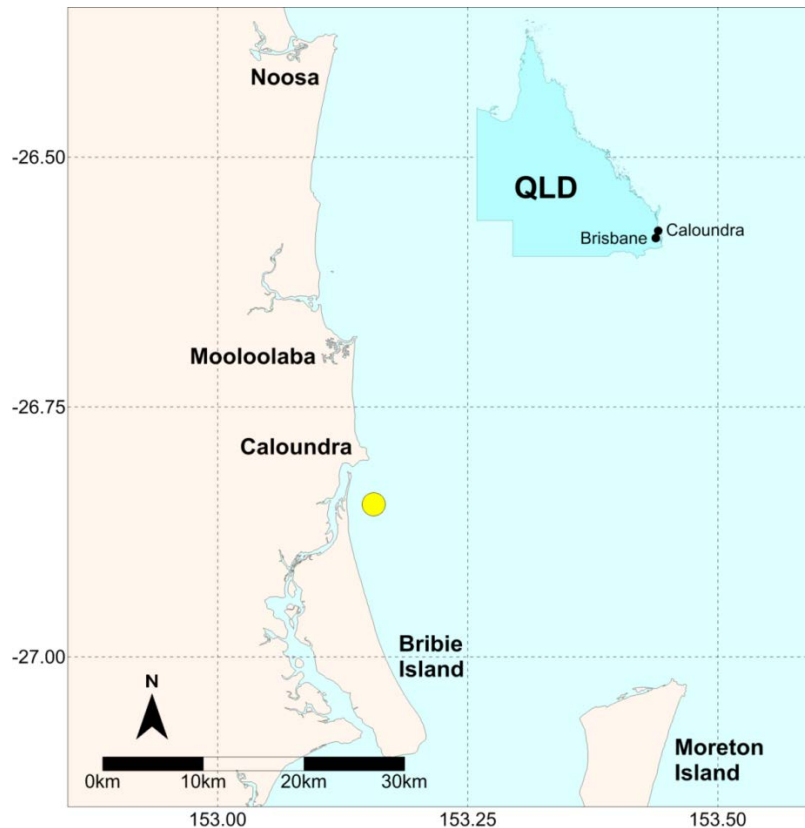 Noosa
-26.50
QLD
Caloundra
Brisbane
Mooloolaba
-26.75
Caloundra
Bribie
Island
-27.00
N
Moreton
Island
0km 10km 20km 30km
153.00 153.25 153.50